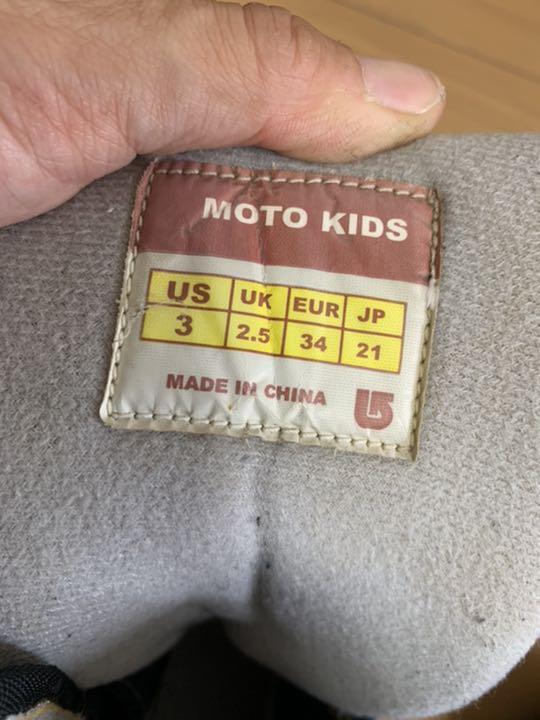 MOTO KIDS
US UK EUR JP
3 2.5 34 21
MADE IN CHINA